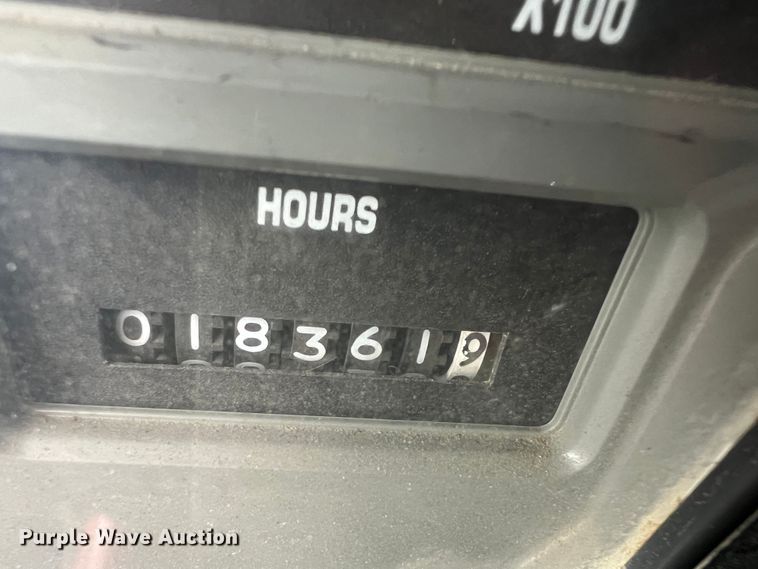 X100
HOURS
0183619
Purple Wave Auction